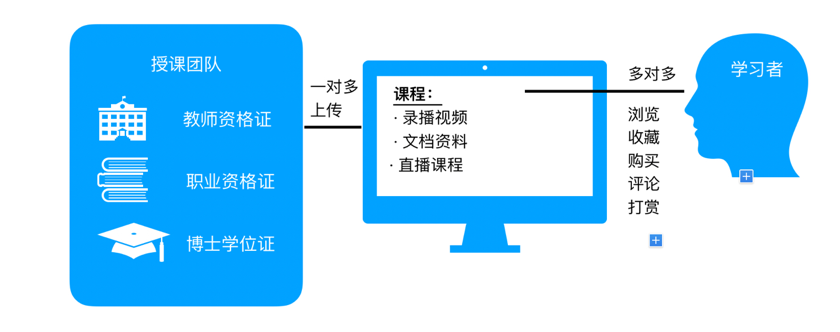 授课团队
教师资格证
职业资格证
博士学位证
一对多
上传
课程：
· 录播视频
· 文档资料
· 直播课程
多对多
浏览
收藏
购买
评论
打赏
学习者